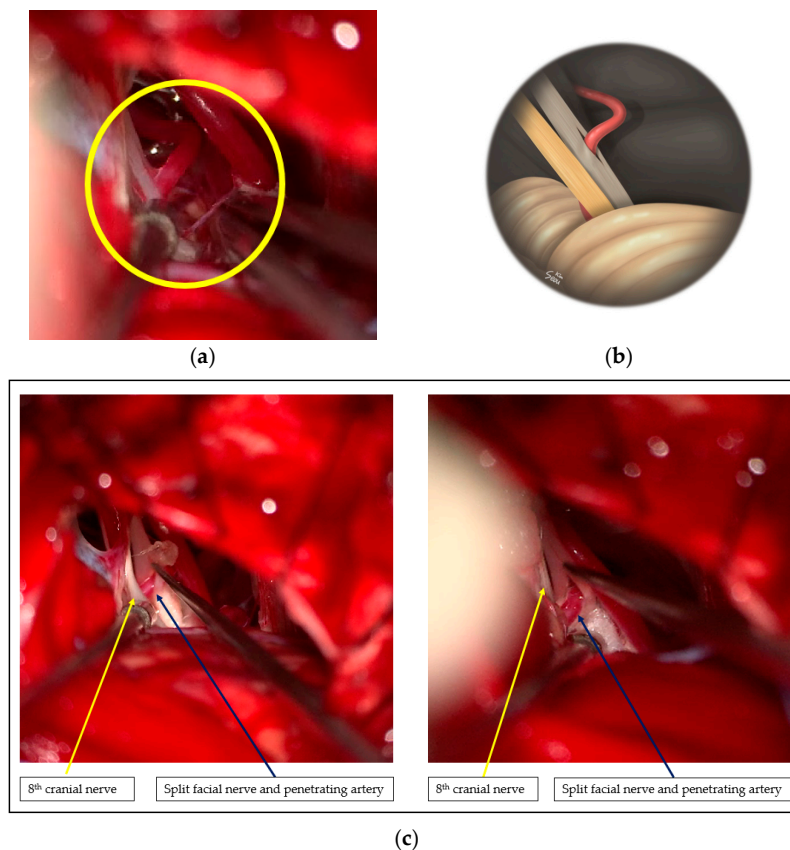 (a)
(b)
8th cranial nerve
Split facial nerve and penetrating artery
8th cranial nerve
Split facial nerve and penetrating artery
(c)